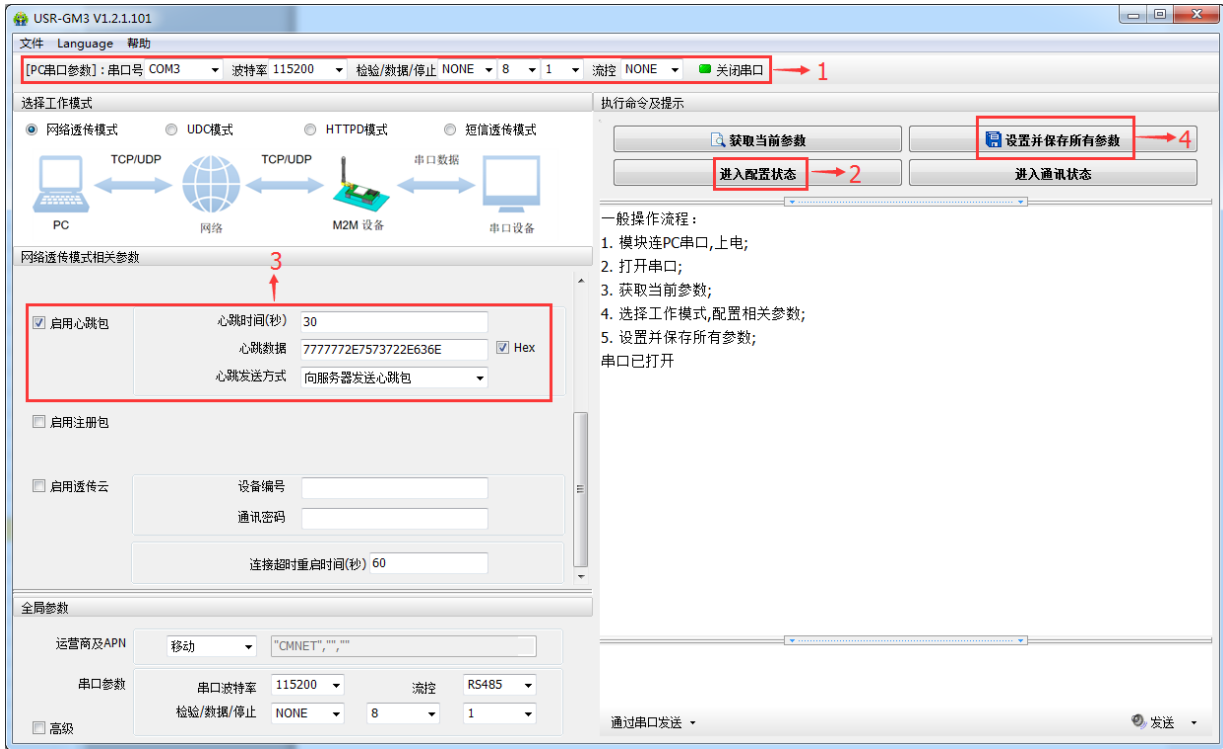 USR-GM3 V1.2.1.101
文件 Language 帮助
[PC串口参数]:串口号 COM3 波特率 115200 检验/数据/停止 NONE 8 1 流控 NONE 关闭串口 1
选择工作模式
网络透传模式 UDC模式 HTTPD模式 短信透传模式
TCP/UDP TCP/UDP 串口数据
PC 网络 M2M 设备 串口设备
网络透传模式相关参数
3
启用心跳包 心跳时间(秒) 30
心跳数据 7777772E7573722E636E Hex
心跳发送方式 向服务器发送心跳包
启用注册包
启用透传云 设备编号
通讯密码
连接超时重启时间(秒) 60
全局参数
运营商及APN 移动 "CMNET","",""
串口参数 串口波特率 115200 流控 RS485
检验/数据/停止 NONE 8 1
高级
执行命令及提示
获取当前参数 设置并保存所有参数 4
进入配置状态 2 进入通讯状态
一般操作流程:
1. 模块连PC串口,上电;
2. 打开串口;
3. 获取当前参数;
4. 选择工作模式,配置相关参数;
5. 设置并保存所有参数;
串口已打开
通过串口发送 发送